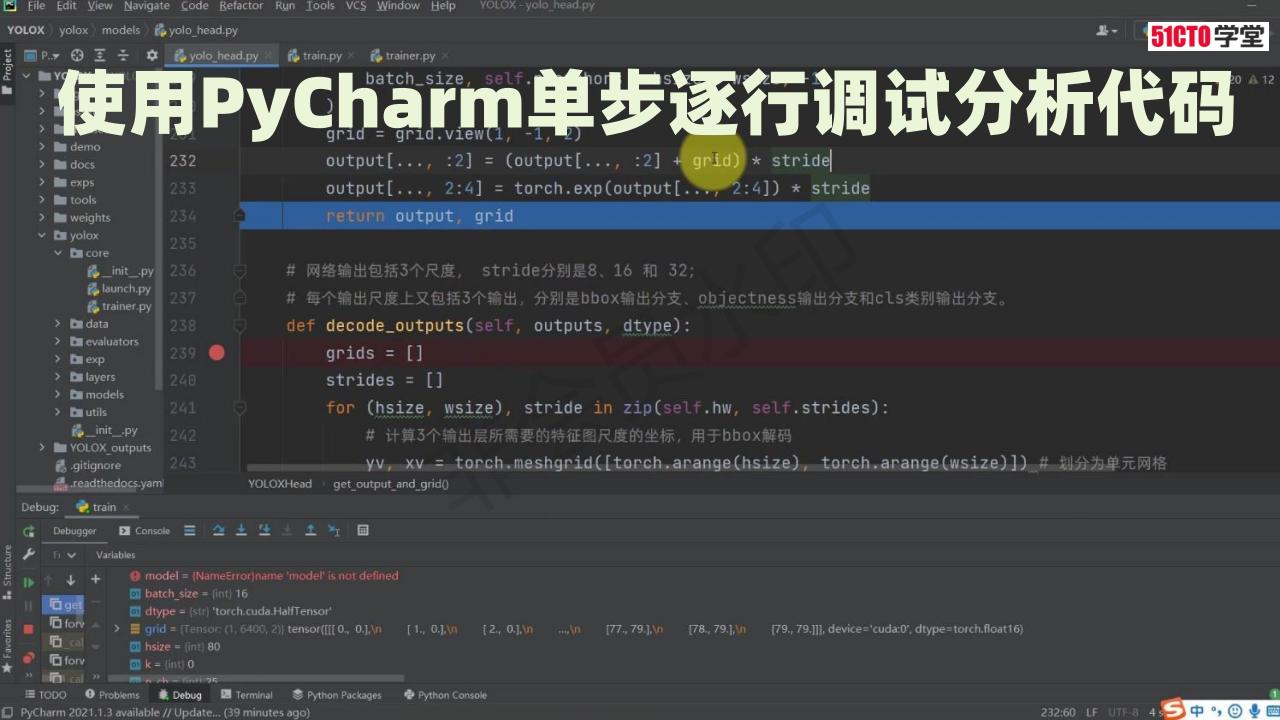 File Edit View Navigate Code Refactor Run Tools VCS Window Help YOLOX - yolo_head.py
YOLOX yolox models yolo_head.py
51CTO学堂
Project P.. yolo_head.py train.py trainer.py
使用PyCharm单步逐行调试分析代码
grid = grid.view(1, -1, 2)
232 output[..., :2] = (output[..., :2] + grid) * stride
233 output[..., 2:4] = torch.exp(output[..., 2:4]) * stride
234 return output, grid
235
236 # 网络输出包括3个尺度， stride分别是8、16 和 32;
237 # 每个输出尺度上又包括3个输出，分别是bbox输出分支、objectness输出分支和cls类别输出分支。
238 def decode_outputs(self, outputs, dtype):
239 grids = []
240 strides = []
241 for (hsize, wsize), stride in zip(self.hw, self.strides):
242 # 计算3个输出层所需要的特征图尺度的坐标，用于bbox解码
243 yv, xv = torch.meshgrid([torch.arange(hsize), torch.arange(wsize)]) # 划分为单元网格
demo
docs
exps
tools
weights
yolox
core
__init__.py
launch.py
trainer.py
data
evaluators
exp
layers
models
utils
__init__.py
YOLOX_outputs
.gitignore
.readthedocs.yaml
YOLOXHead get_output_and_grid()
Debug: train
Debugger Console
Variables
model = {NameError}name 'model' is not defined
batch_size = {int} 16
dtype = {str} 'torch.cuda.HalfTensor'
grid = {Tensor: (1, 6400, 2)} tensor([[[ 0., 0.],\n [ 1., 0.],\n [ 2., 0.],\n ...,\n [77., 79.],\n [78., 79.],\n [79., 79.]]], device='cuda:0', dtype=torch.float16)
hsize = {int} 80
k = {int} 0
n_ch = {int} 25
get
forw
_cal
forw
_cal
Structure
Favorites
TODO Problems Debug Terminal Python Packages Python Console
PyCharm 2021.1.3 available // Update... (39 minutes ago) 232:60 LF UTF-8 4 s
中